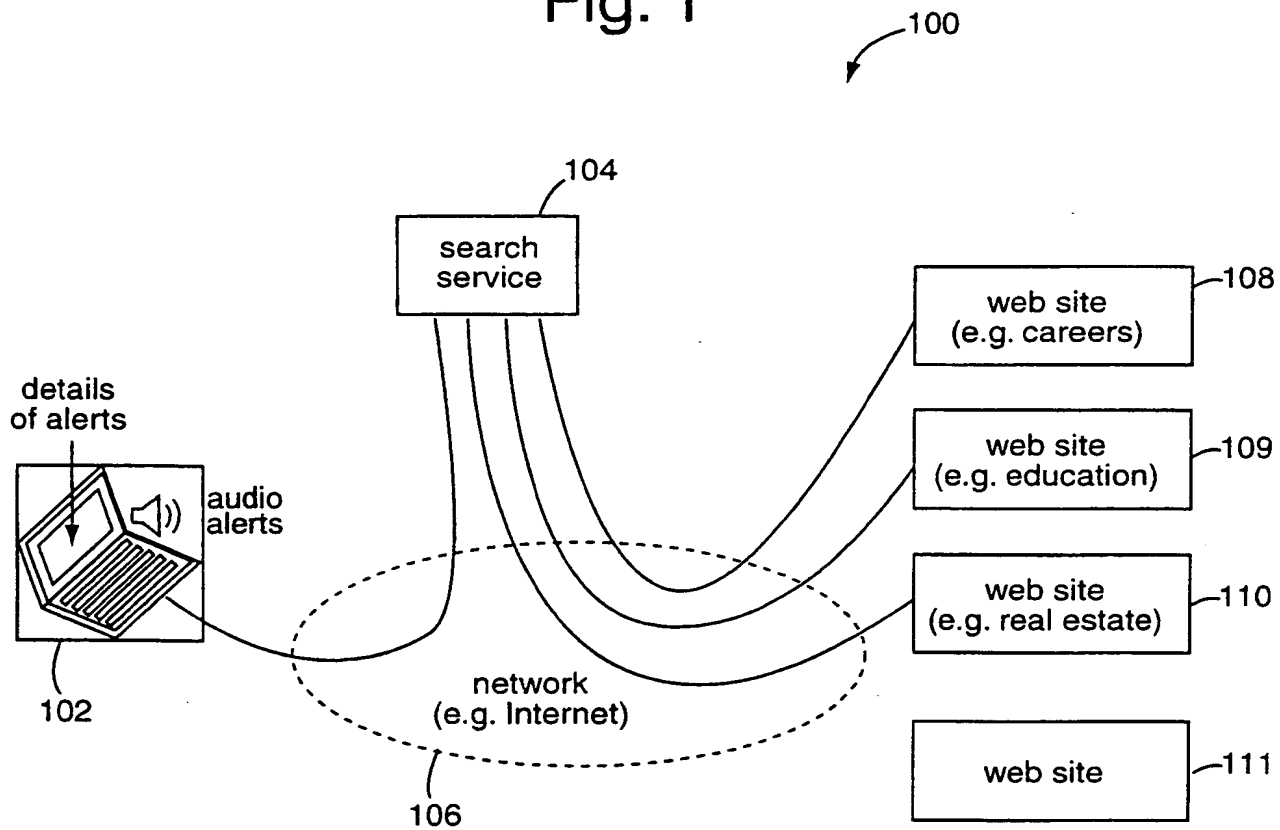 Fig. 1
100
104
search
service
108
web site
(e.g. careers)
details
of alerts
109
web site
(e.g. education)
audio
alerts
110
web site
(e.g. real estate)
102
network
(e.g. Internet)
106
web site
111